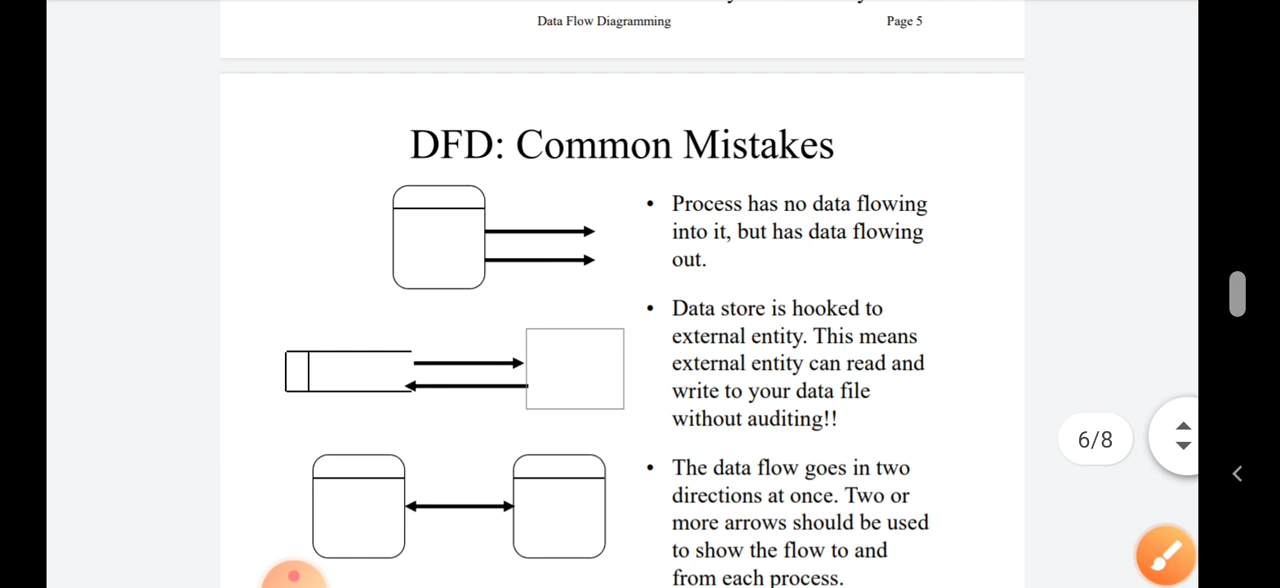 Data Flow Diagramming
Page 5
DFD: Common Mistakes
• Process has no data flowing
into it, but has data flowing
out.
• Data store is hooked to
external entity. This means
external entity can read and
write to your data file
without auditing!!
• The data flow goes in two
directions at once. Two or
more arrows should be used
to show the flow to and
from each process.
6/8